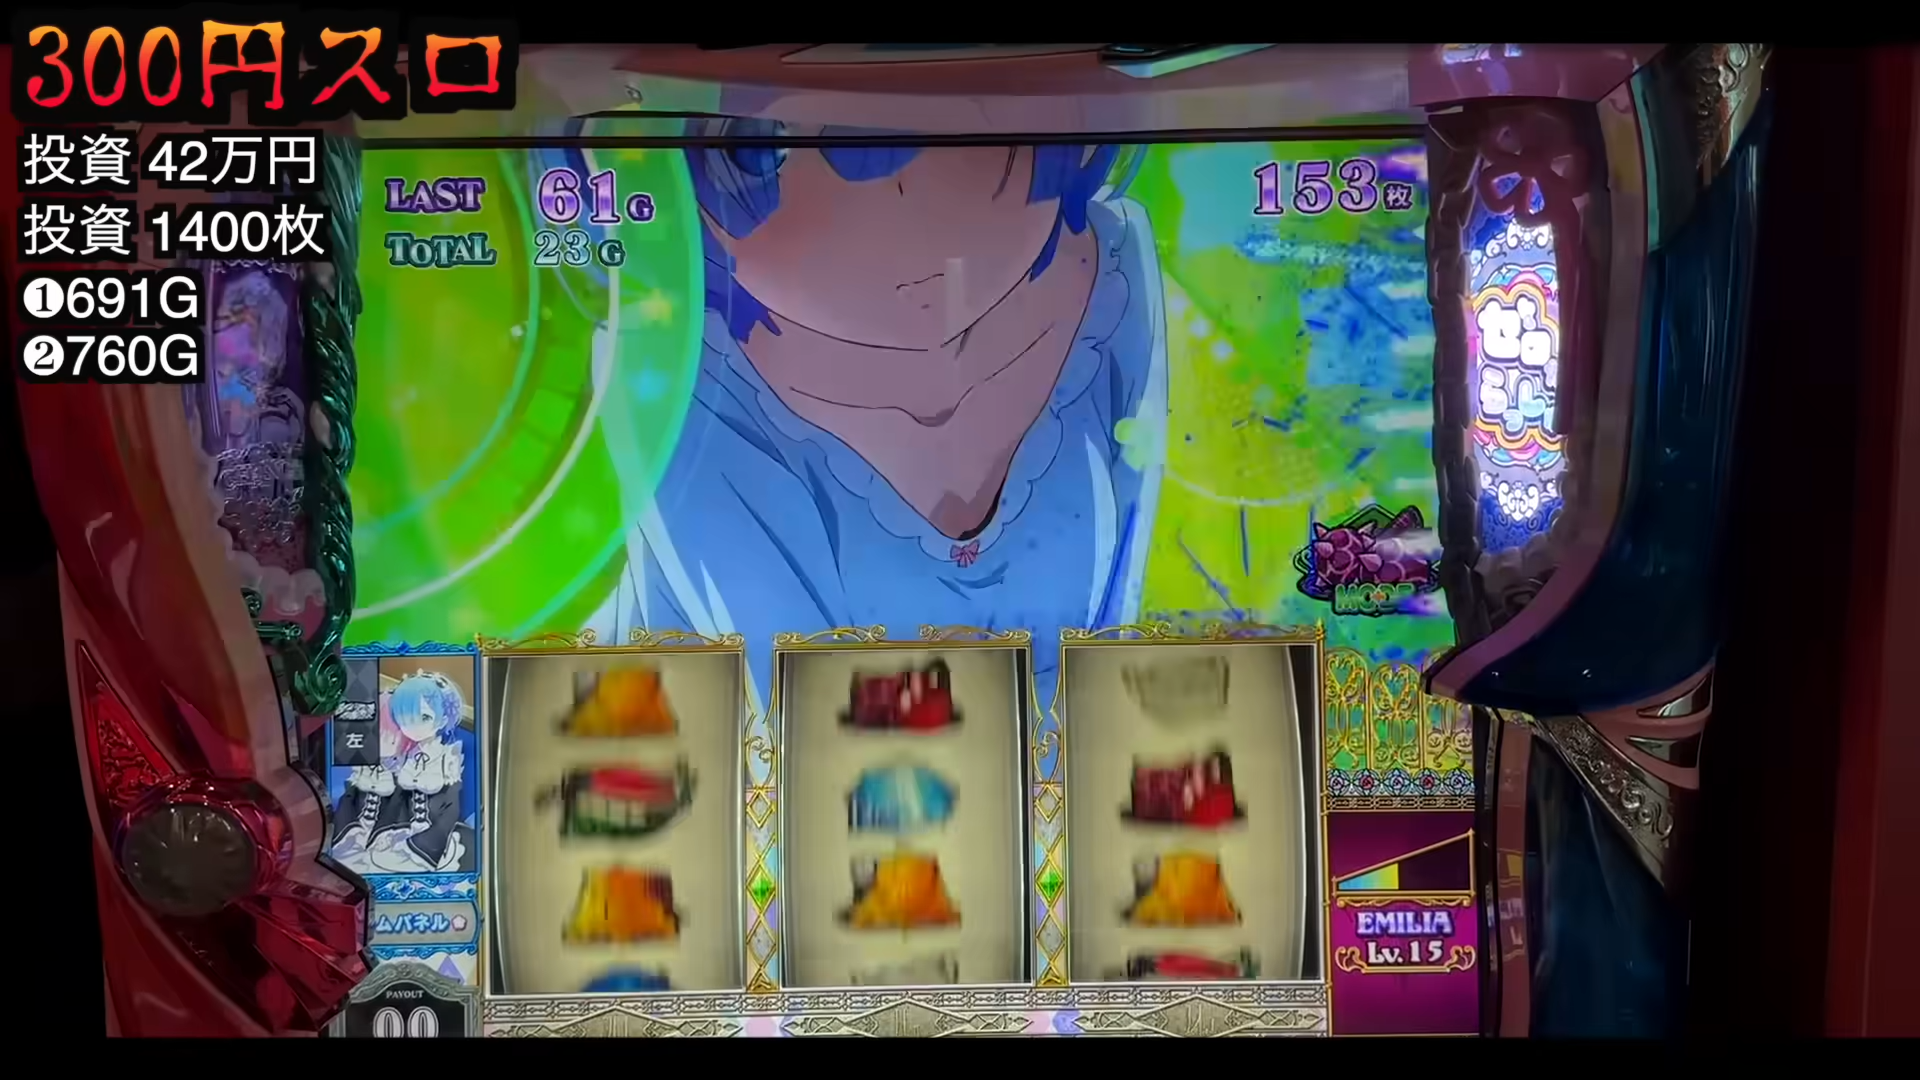 300円スロ
投資 42万円
投資 1400枚
❶691G
❷760G
LAST 61G
TOTAL 23G
153枚
MODE
左
ムパネル
PAYOUT
00
EMILIA
Lv.15